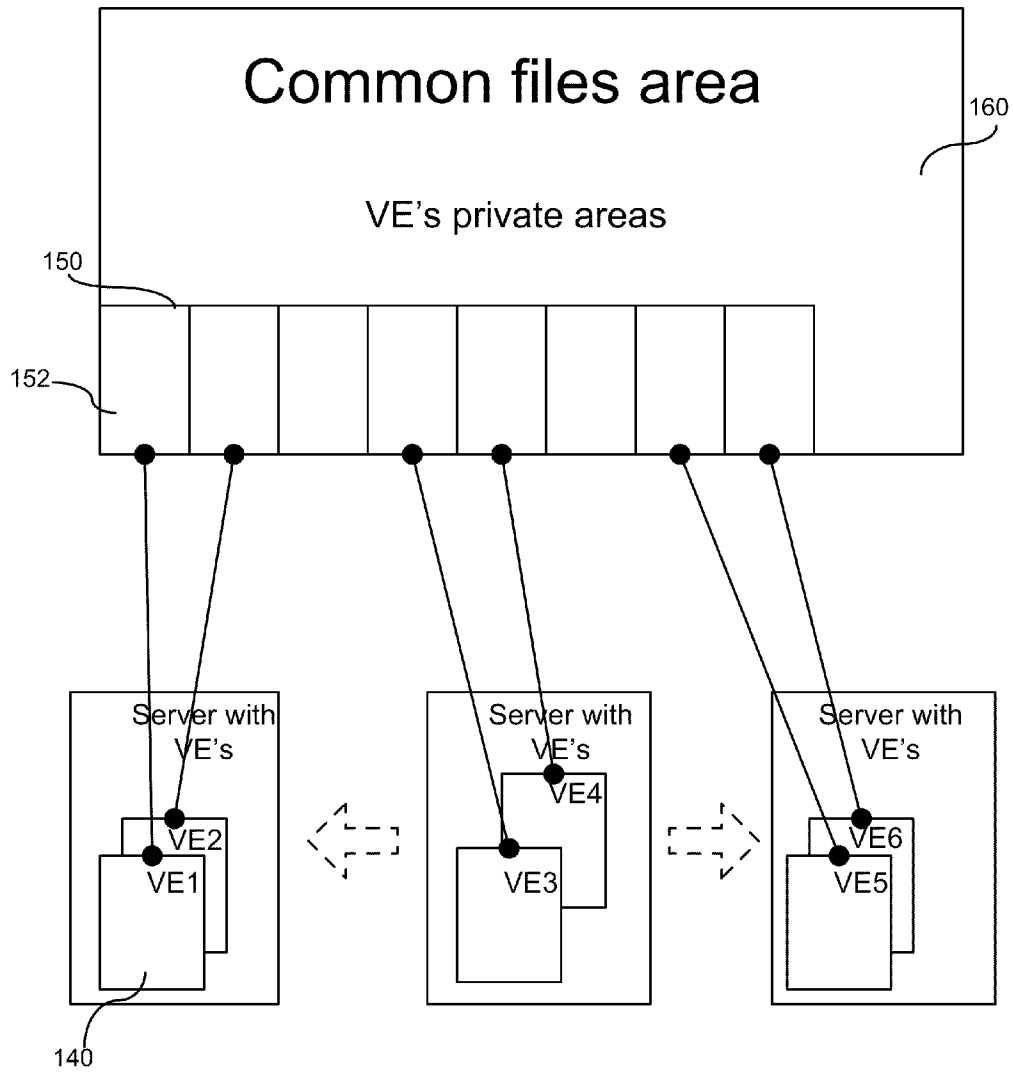 Common files area
160
VE's private areas
150
152
Server with
VE's
Server with
VE's
Server with
VE's
VE2
VE1
VE4
VE3
VE6
VE5
140